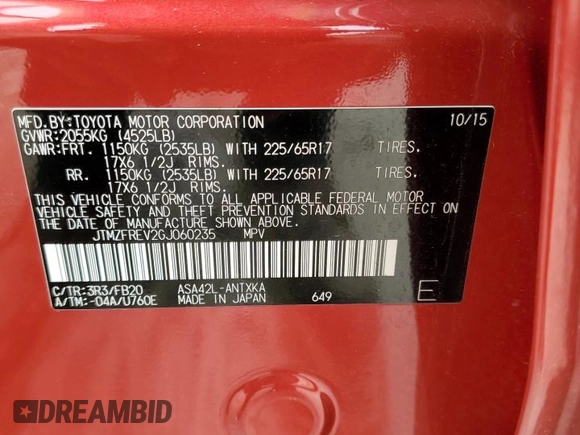 MFD.BY:TOYOTA MOTOR CORPORATION 10/15
GVWR:2055KG (4525LB)
GAWR:FRT. 1150KG (2535LB) WITH 225/65R17 TIRES.
17X6 1/2J RIMS.
RR. 1150KG (2535LB) WITH 225/65R17 TIRES.
17X6 1/2J RIMS.
THIS VEHICLE CONFORMS TO ALL APPLICABLE FEDERAL MOTOR
VEHICLE SAFETY AND THEFT PREVENTION STANDARDS IN EFFECT ON
THE DATE OF MANUFACTURE SHOWN ABOVE.
JTMZFREV2GJ060235 MPV
C/TR:3R3/FB20 ASA42L-ANTXKA
A/TM:-04A/U760E MADE IN JAPAN 649 E
DREAMBID